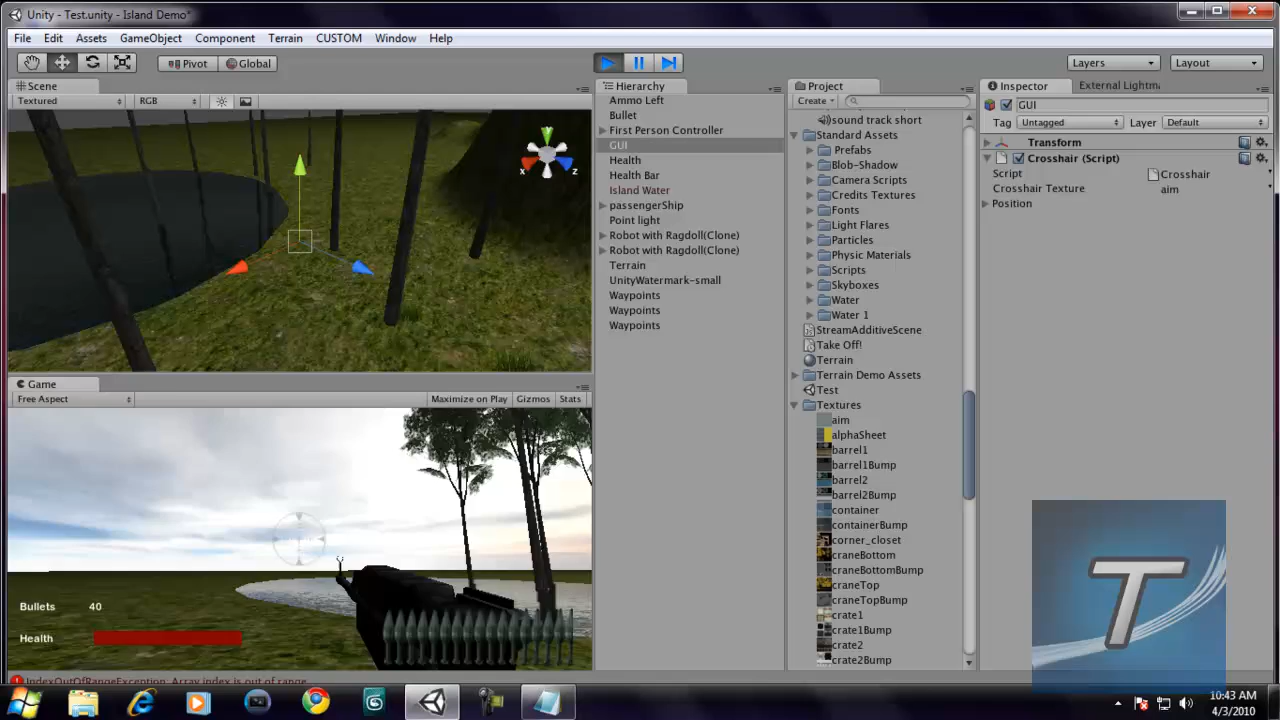 Unity - Test.unity - Island Demo*
File Edit Assets GameObject Component Terrain CUSTOM Window Help
Pivot Global Layers Layout
Scene
Textured RGB
Game
Free Aspect Maximize on Play Gizmos Stats
Bullets 40
Health
IndexOutOfRangeException: Array index is out of range
Hierarchy
Ammo Left
Bullet
First Person Controller
GUI
Health
Health Bar
Island Water
passengerShip
Point light
Robot with Ragdoll(Clone)
Robot with Ragdoll(Clone)
Terrain
UnityWatermark-small
Waypoints
Waypoints
Waypoints
Project
Create
sound track short
Standard Assets
Prefabs
Blob-Shadow
Camera Scripts
Credits Textures
Fonts
Light Flares
Particles
Physic Materials
Scripts
Skyboxes
Water
Water 1
StreamAdditiveScene
Take Off!
Terrain
Terrain Demo Assets
Test
Textures
aim
alphaSheet
barrel1
barrel1Bump
barrel2
barrel2Bump
container
containerBump
corner_closet
craneBottom
craneBottomBump
craneTop
craneTopBump
crate1
crate1Bump
crate2
crate2Bump
Inspector External Lightm
GUI
Tag Untagged Layer Default
Transform
Crosshair (Script)
Script Crosshair
Crosshair Texture aim
Position
T
10:43 AM
4/3/2010